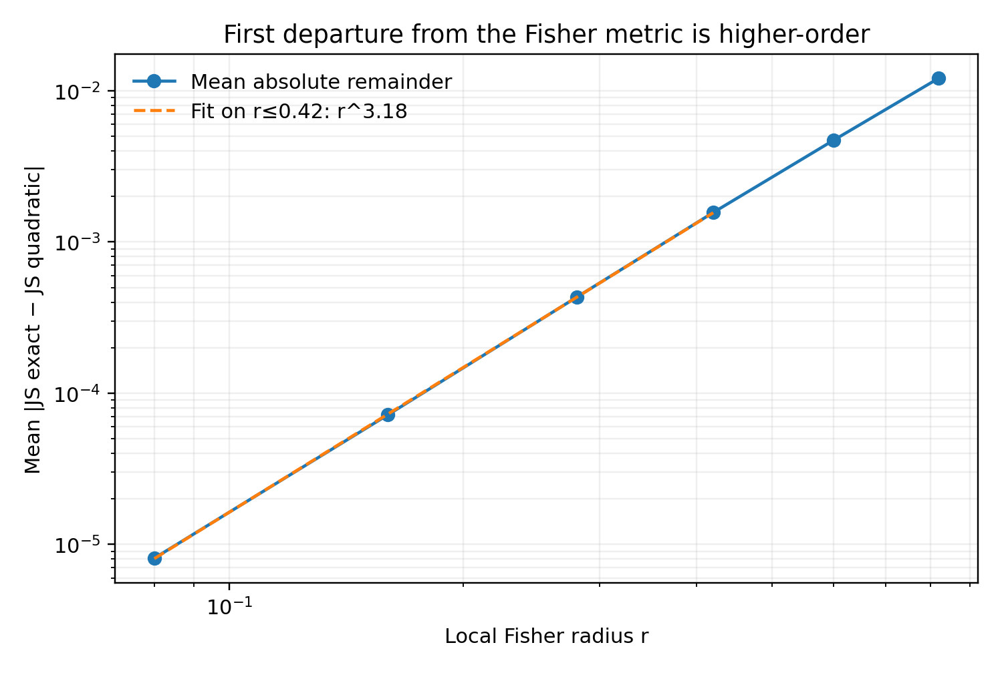 First departure from the Fisher metric is higher-order
Mean absolute remainder
Fit on r≤0.42: r^3.18
Mean |JS exact − JS quadratic|
10⁻²
10⁻³
10⁻⁴
10⁻⁵
10⁻¹
Local Fisher radius r